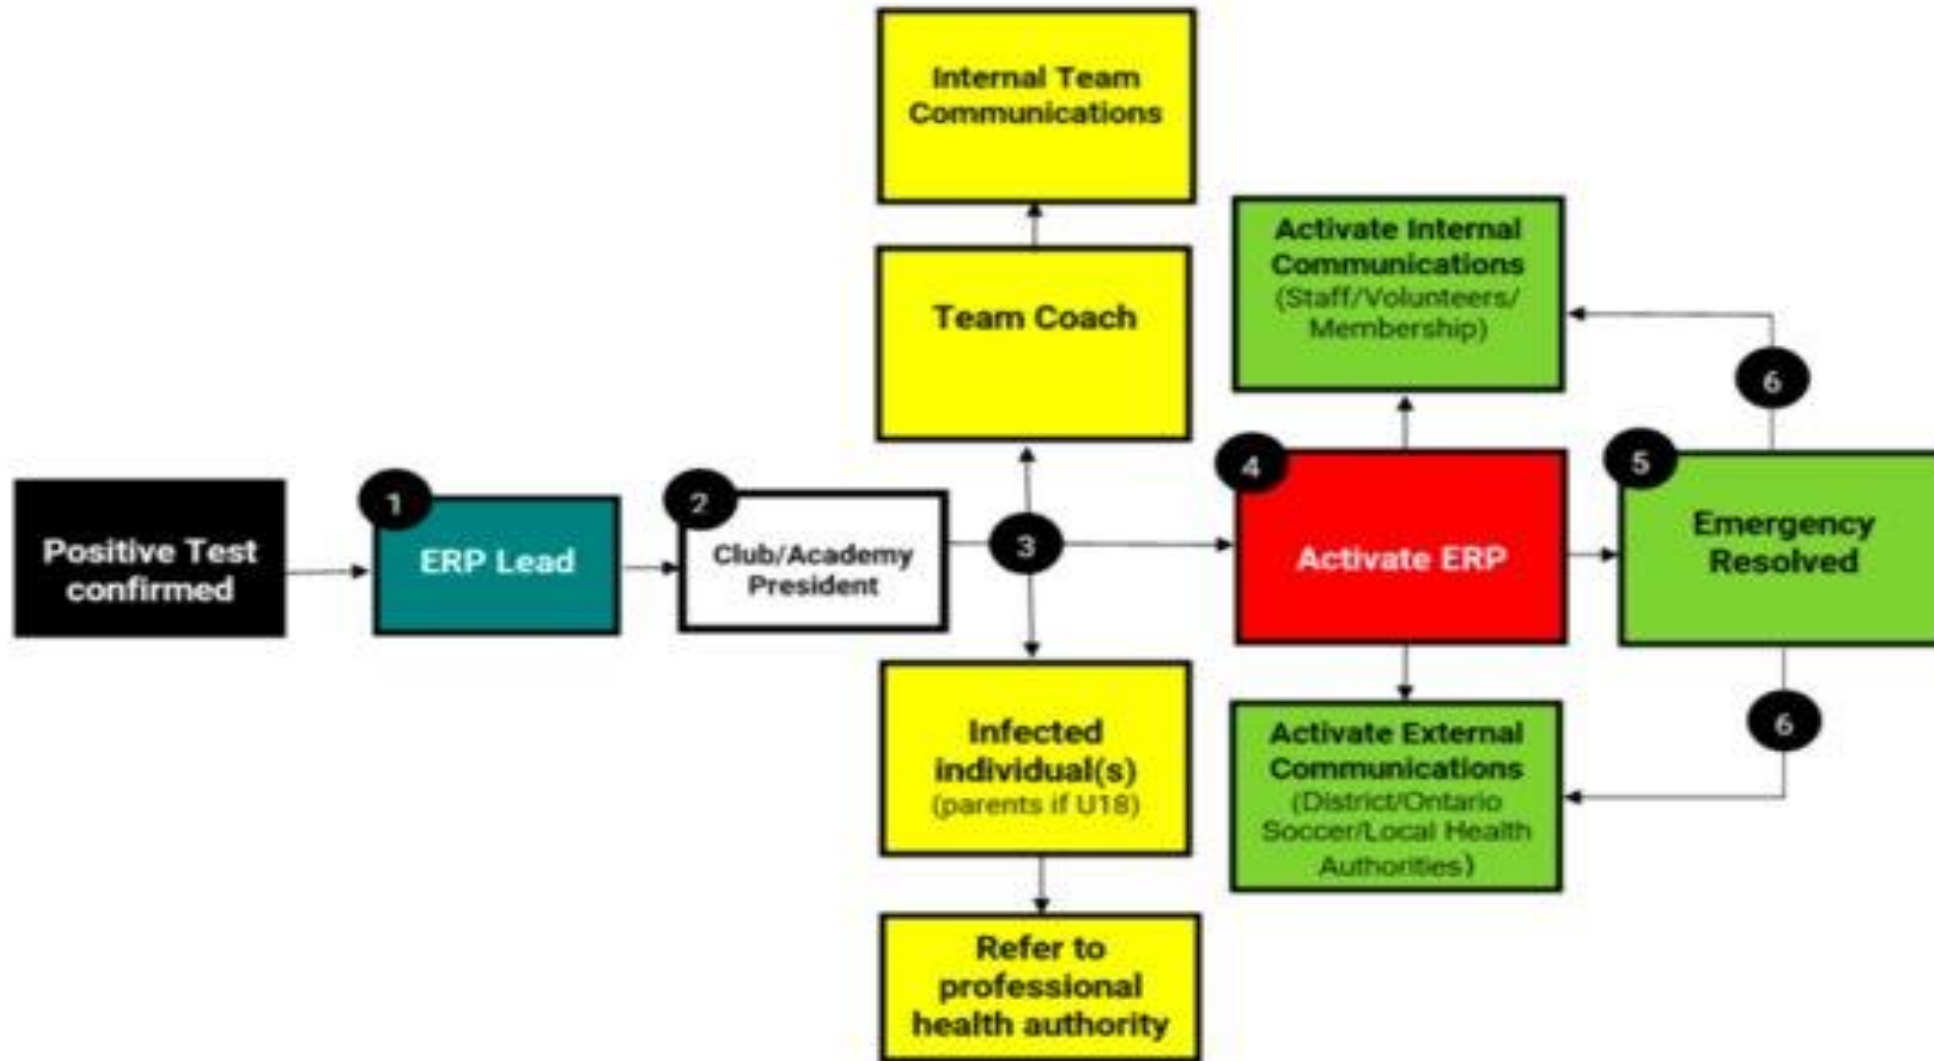 Positive Test
confirmed
1
ERP Lead
2
Club/Academy
President
3
Internal Team
Communications
Team Coach
Infected
individual(s)
(parents if U18)
Refer to
professional
health authority
4
Activate ERP
Activate Internal
Communications
(Staff/Volunteers/
Membership)
Activate External
Communications
(District/Ontario
Soccer/Local Health
Authorities)
5
Emergency
Resolved
6
6